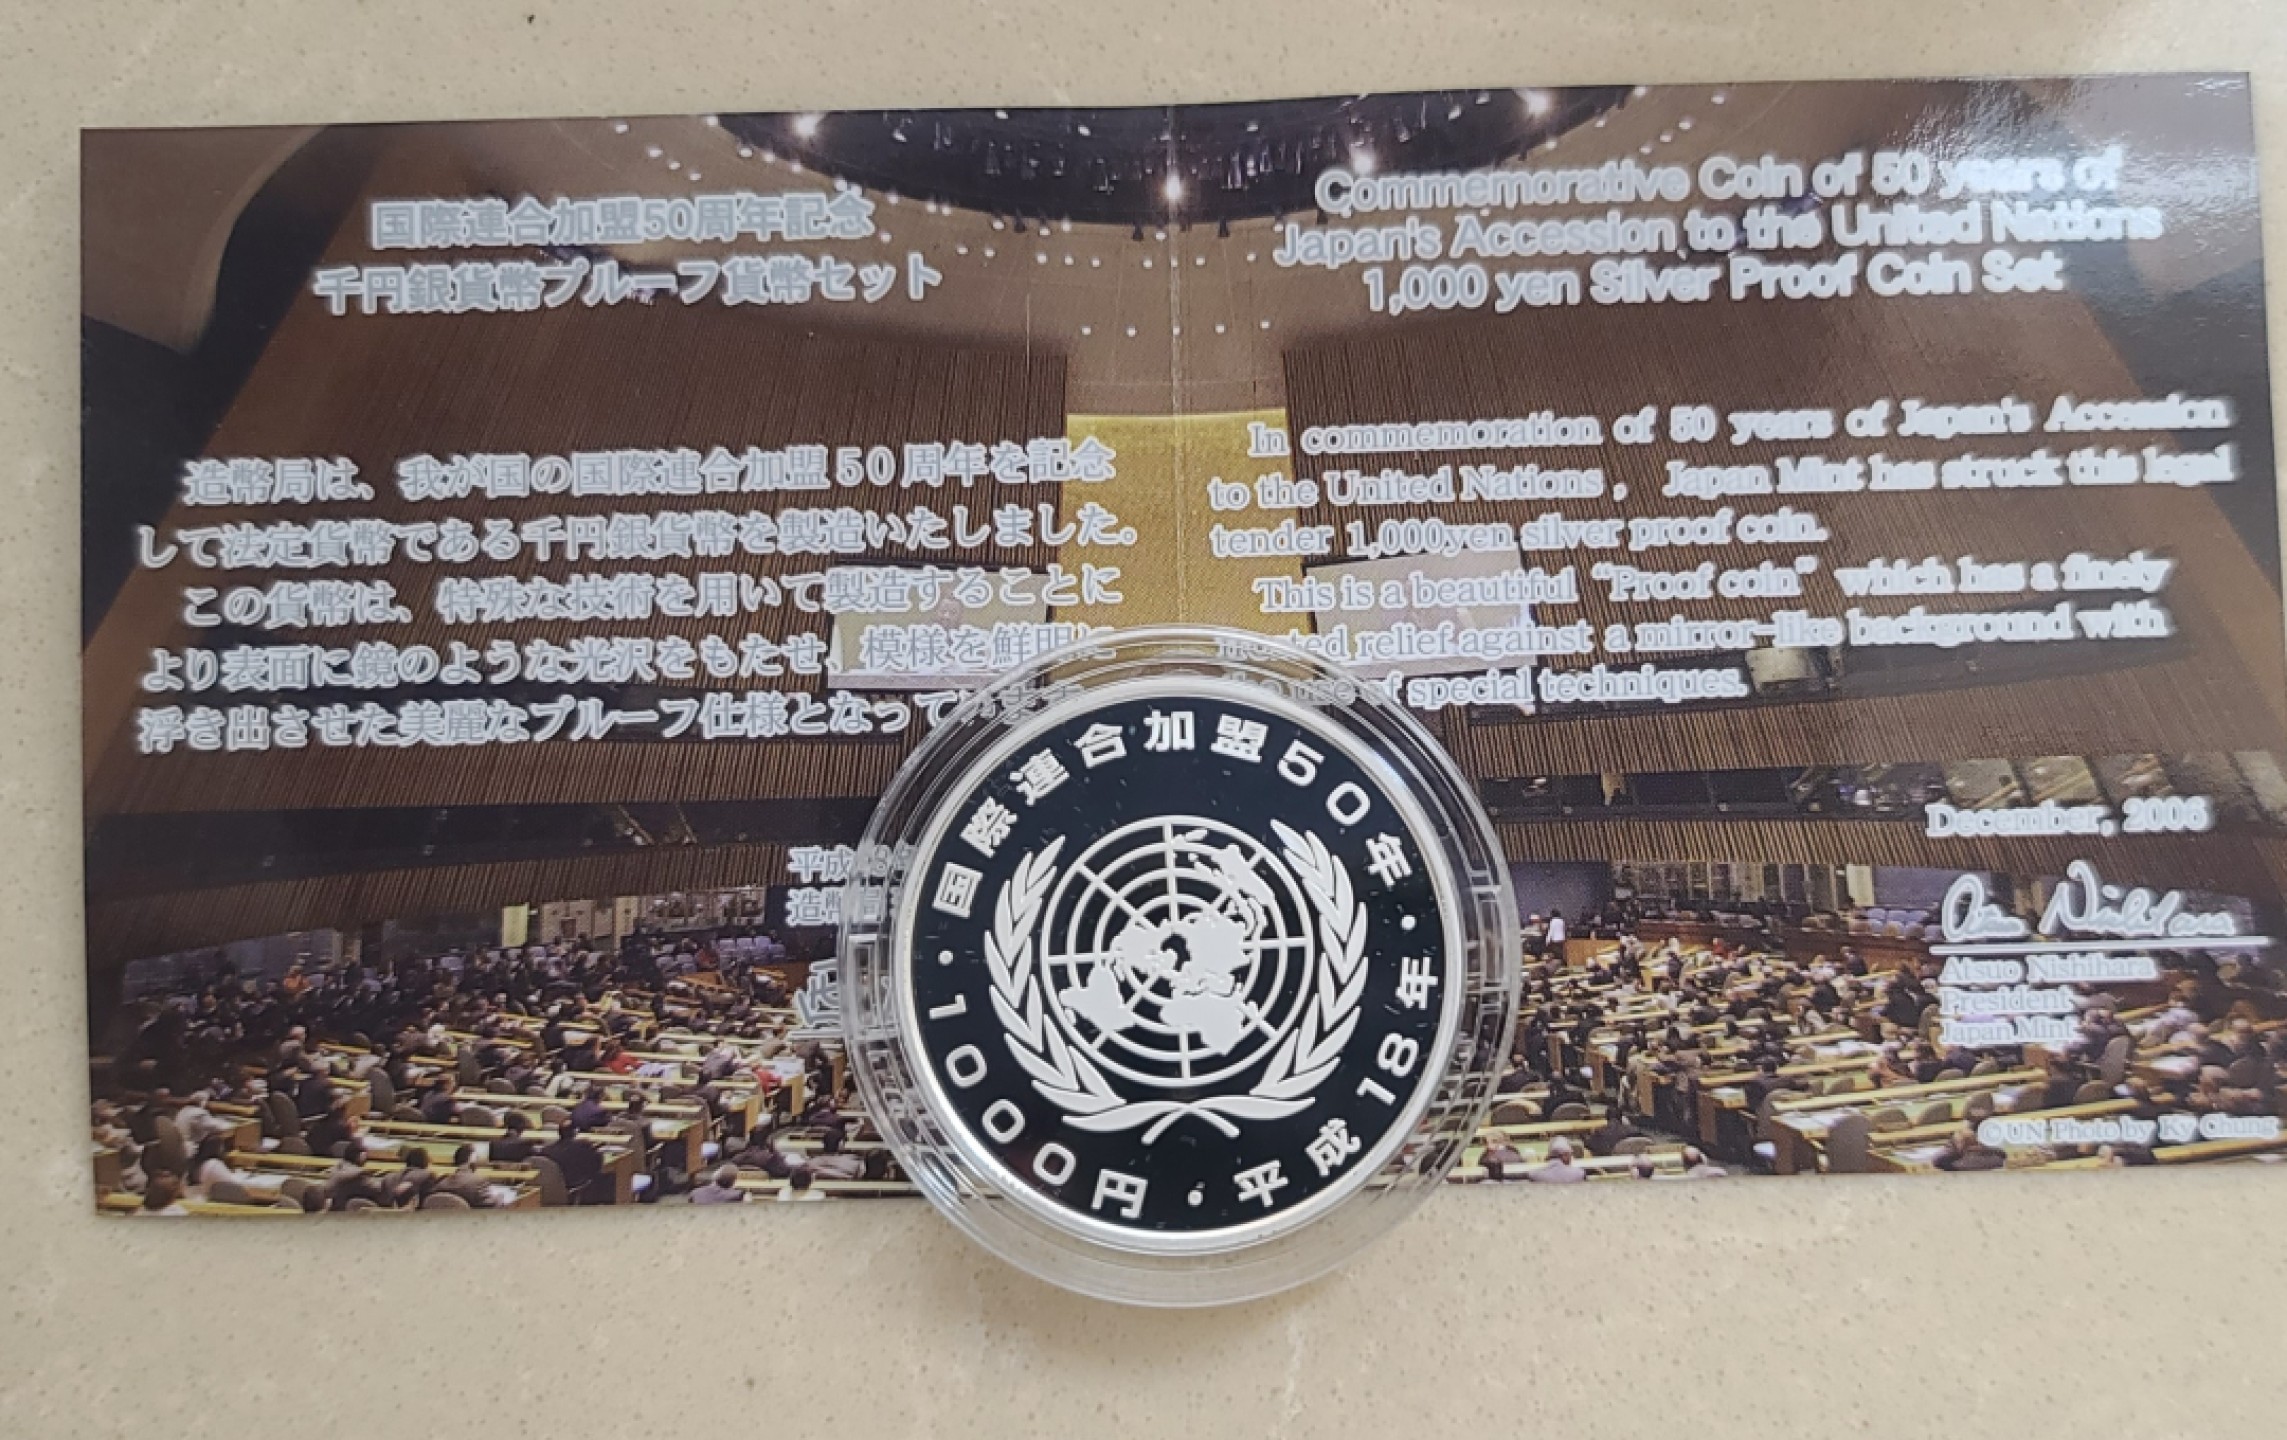 国際連合加盟50周年記念
千円銀貨幣プルーフ貨幣セット
造幣局は、我が国の国際連合加盟50周年を記念
して法定貨幣である千円銀貨幣を製造いたしました。
この貨幣は、特殊な技術を用いて製造することに
より表面に鏡のような光沢をもたせ、模様を鮮明に
浮き出させた美麗なプルーフ仕様となって
平成
造幣局
Commemorative Coin of 50 years of
Japan's Accession to the United Nations
1,000 yen Silver Proof Coin Set
In commemoration of 50 years of Japan's Accession
to the United Nations, Japan Mint has struck this legal
tender 1,000yen silver proof coin.
This is a beautiful "Proof coin" which has a finely
relief against a mirror-like background with
use of special techniques.
December, 2006
Atsuo Nishihara
President
Japan Mint
©UN Photo by Ky Chung
・国際連合加盟50年・
1000円・平成18年